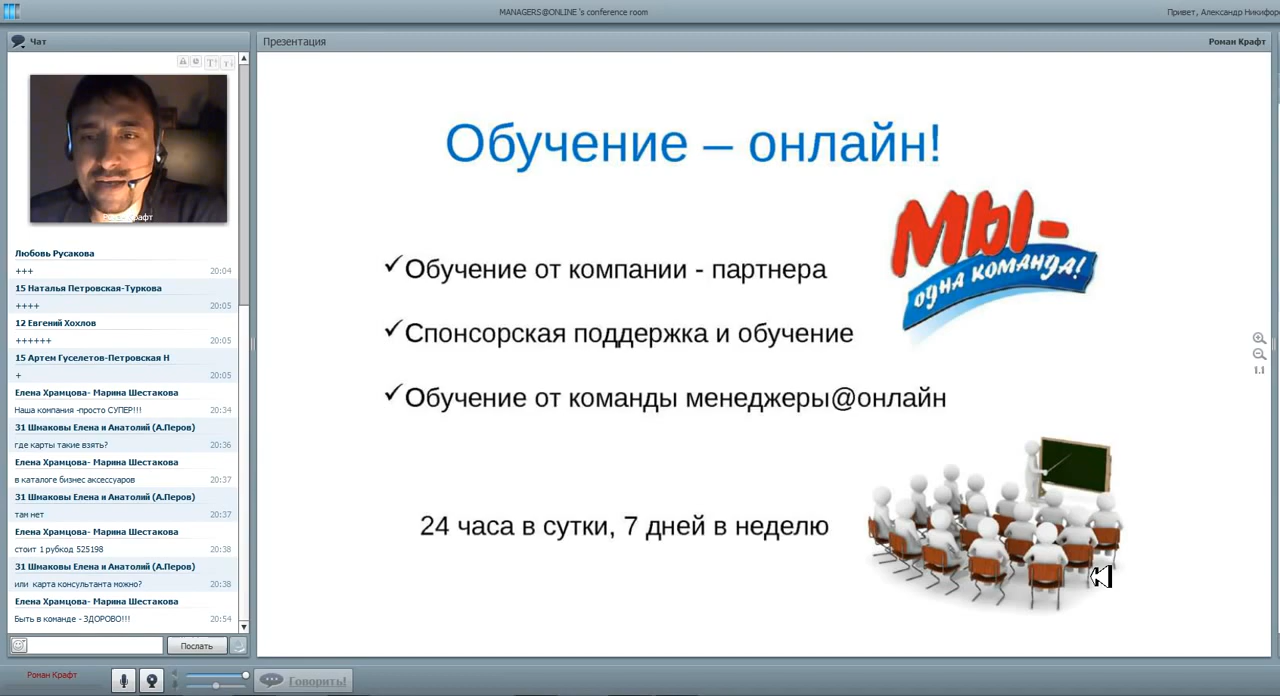 MANAGERS@ONLINE 's conference room
Привет, Александр Никифоро
Чат
Роман Крафт
Любовь Русакова
+++ 20:04
15 Наталья Петровская-Туркова
++++ 20:05
12 Евгений Хохлов
++++++ 20:05
15 Артем Гуселетов-Петровская Н
+ 20:05
Елена Храмцова- Марина Шестакова
Наша компания -просто СУПЕР!!! 20:34
31 Шмаковы Елена и Анатолий (А.Перов)
где карты такие взять? 20:36
Елена Храмцова- Марина Шестакова
в каталоге бизнес аксессуаров 20:37
31 Шмаковы Елена и Анатолий (А.Перов)
там нет 20:37
Елена Храмцова- Марина Шестакова
стоит 1 рубкод 525198 20:38
31 Шмаковы Елена и Анатолий (А.Перов)
или карта консультанта можно? 20:38
Елена Храмцова- Марина Шестакова
Быть в команде - ЗДОРОВО!!! 20:54
Послать
Презентация
Роман Крафт
Обучение – онлайн!
Мы-
одна команда!
Обучение от компании - партнера
Спонсорская поддержка и обучение
Обучение от команды менеджеры@онлайн
24 часа в сутки, 7 дней в неделю
1:1
Роман Крафт
Говорить!